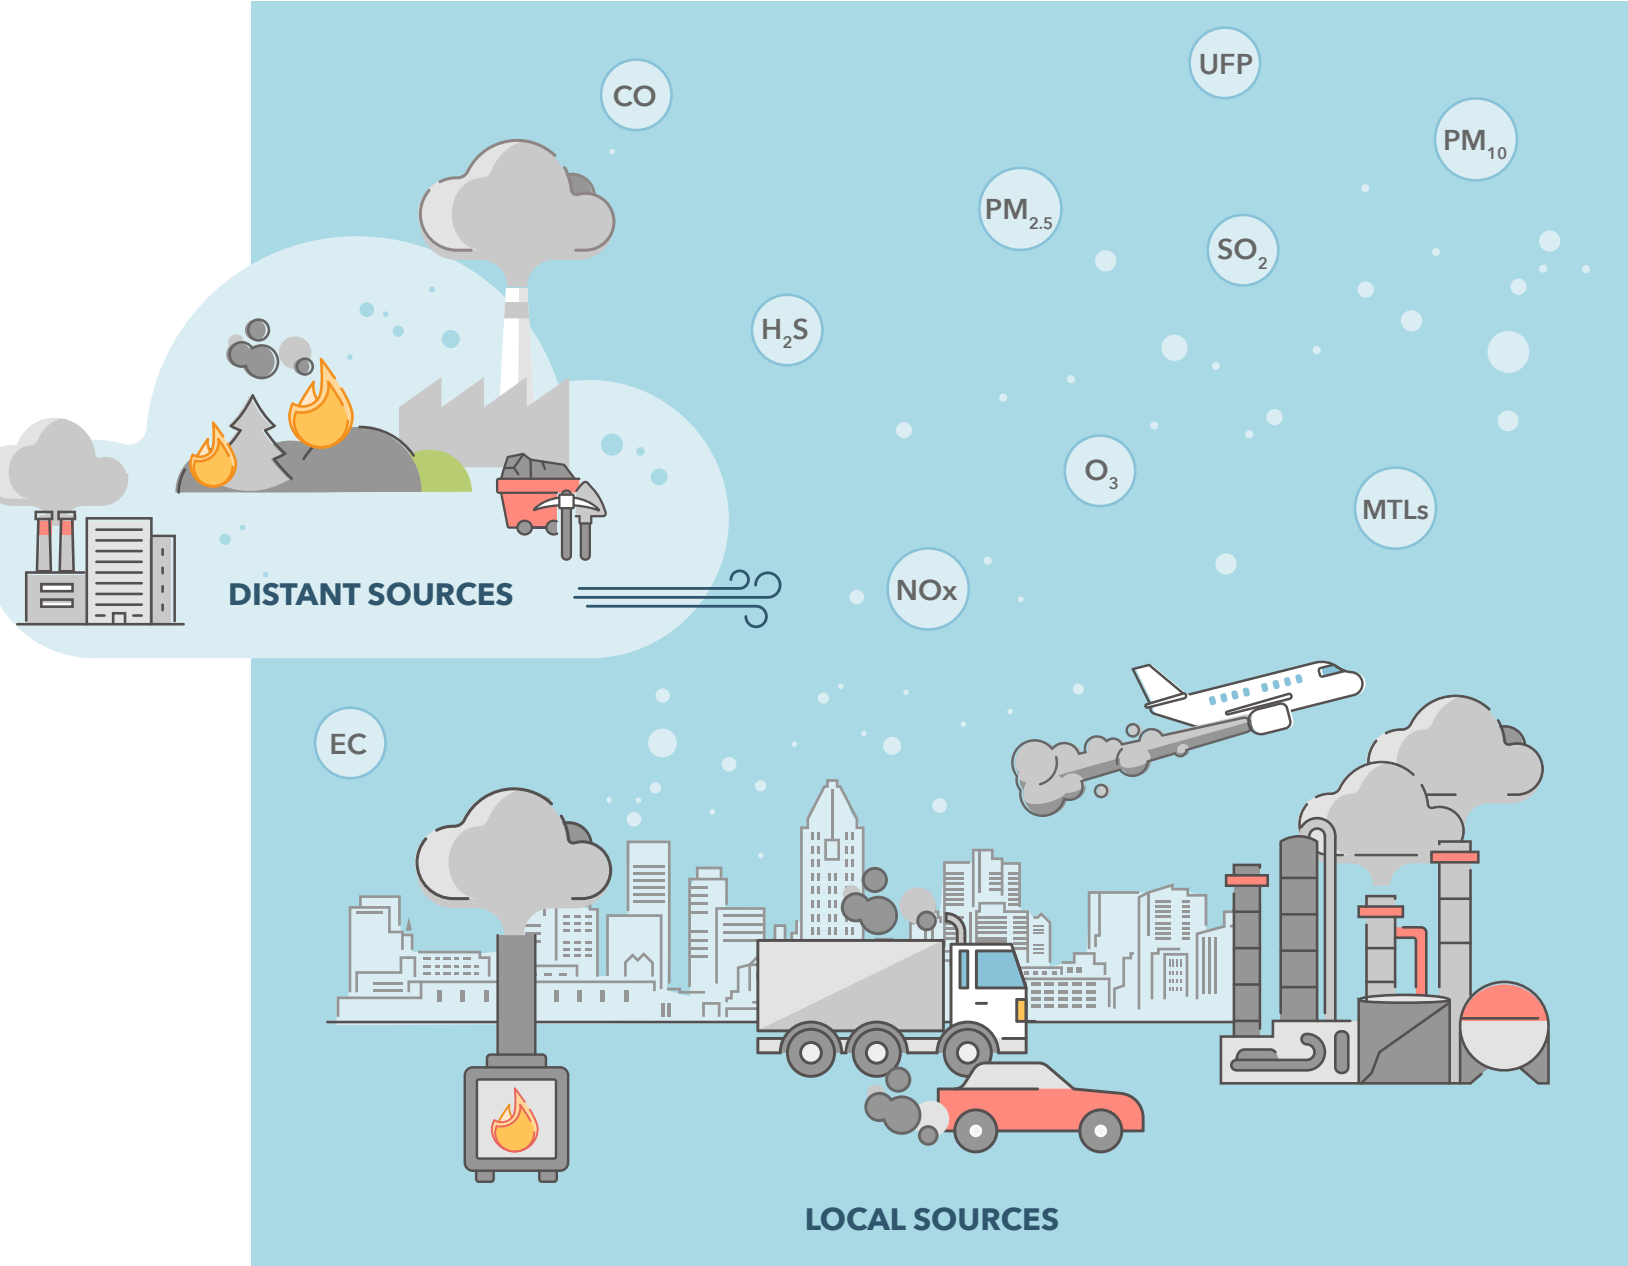 UFP
CO
PM10
PM2.5
SO2
H2S
O3
MTLs
NOx
DISTANT SOURCES
EC
LOCAL SOURCES